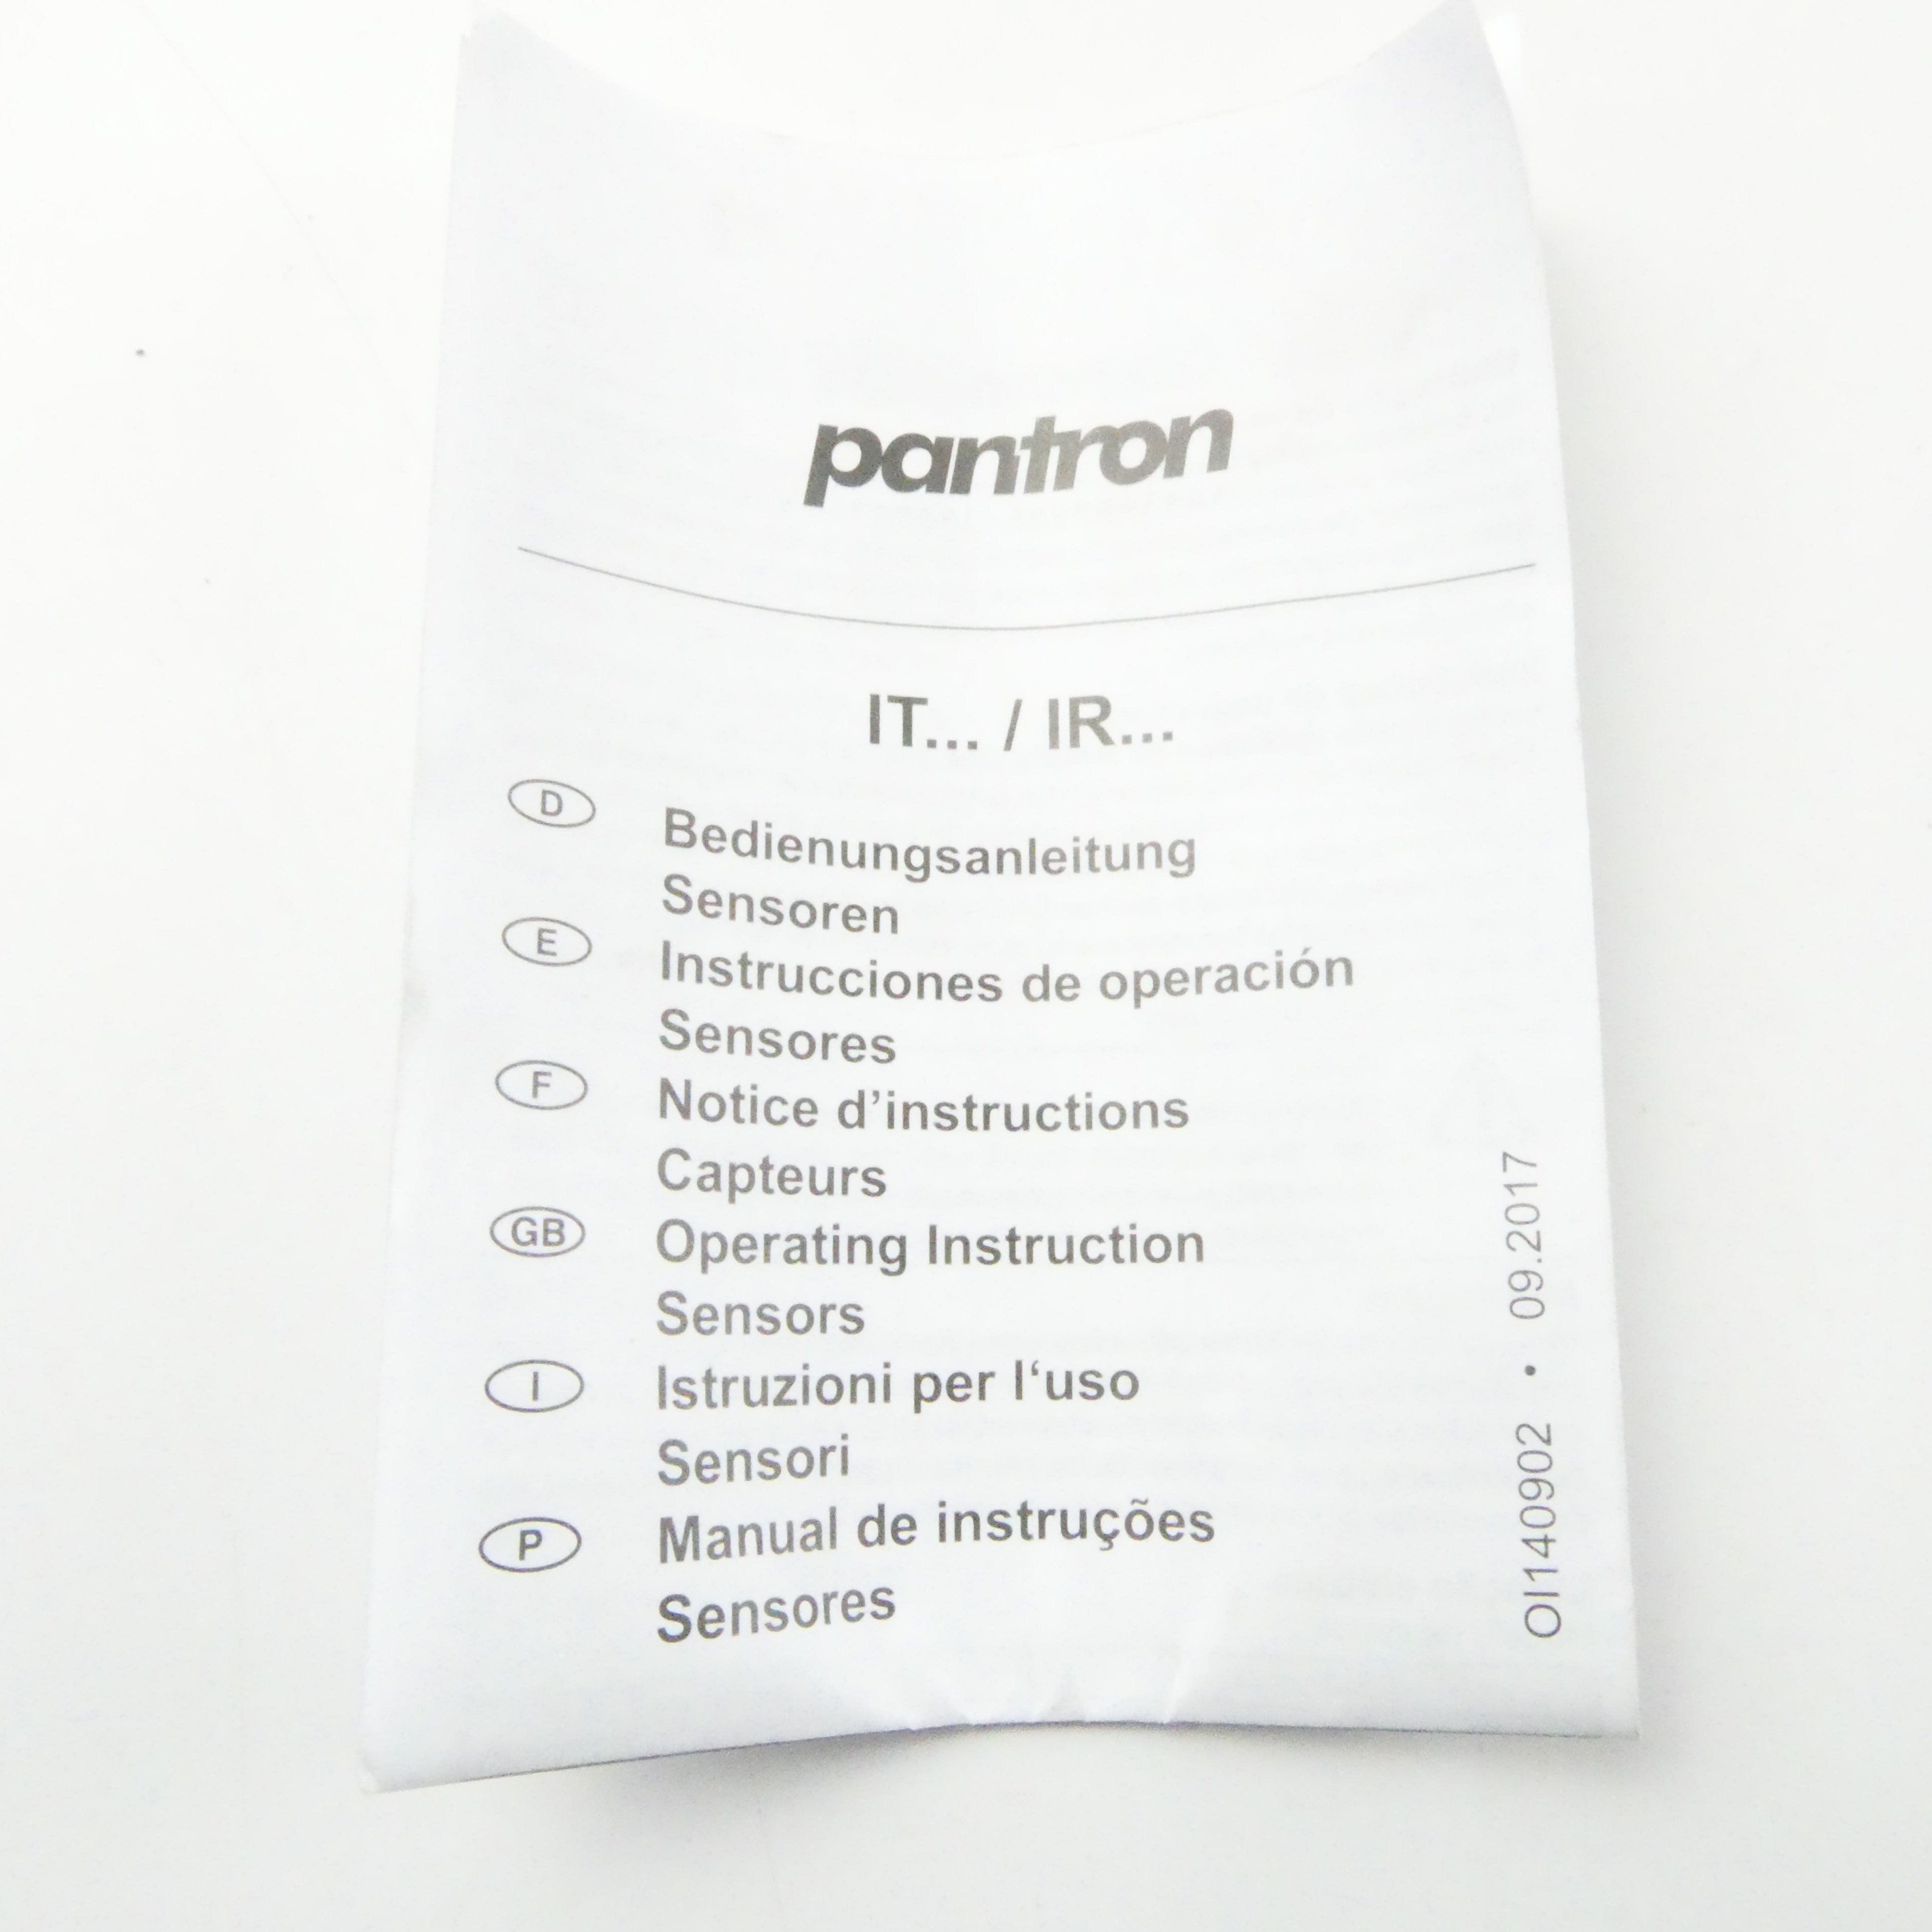 pantron
IT... / IR...
D
Bedienungsanleitung
Sensoren
E
Instrucciones de operación
Sensores
F
Notice d’instructions
Capteurs
GB
Operating Instruction
Sensors
I
Istruzioni per l‘uso
Sensori
P
Manual de instruções
Sensores
OI140902 • 09.2017